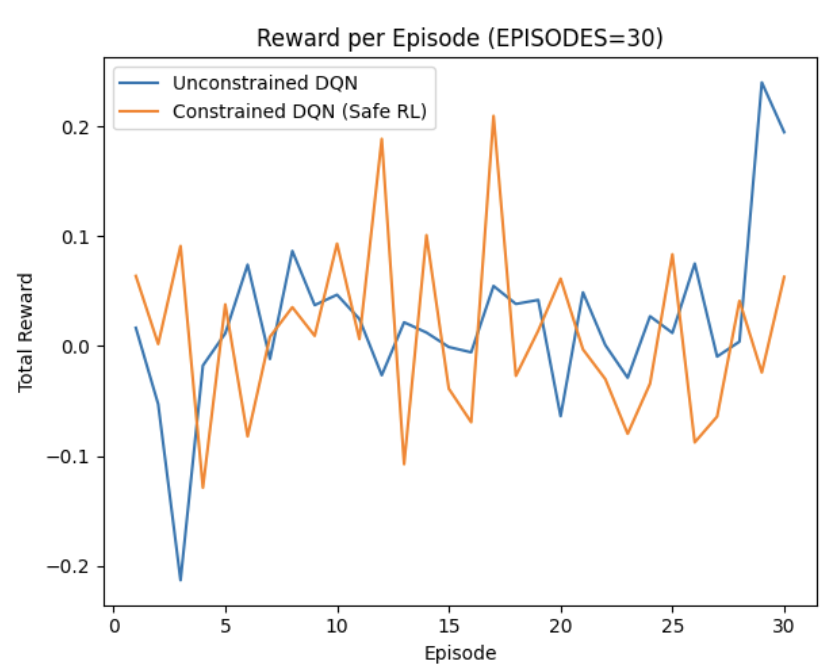 Reward per Episode (EPISODES=30)
Unconstrained DQN
Constrained DQN (Safe RL)
Total Reward
0.2
0.1
0.0
−0.1
−0.2
0 5 10 15 20 25 30
Episode